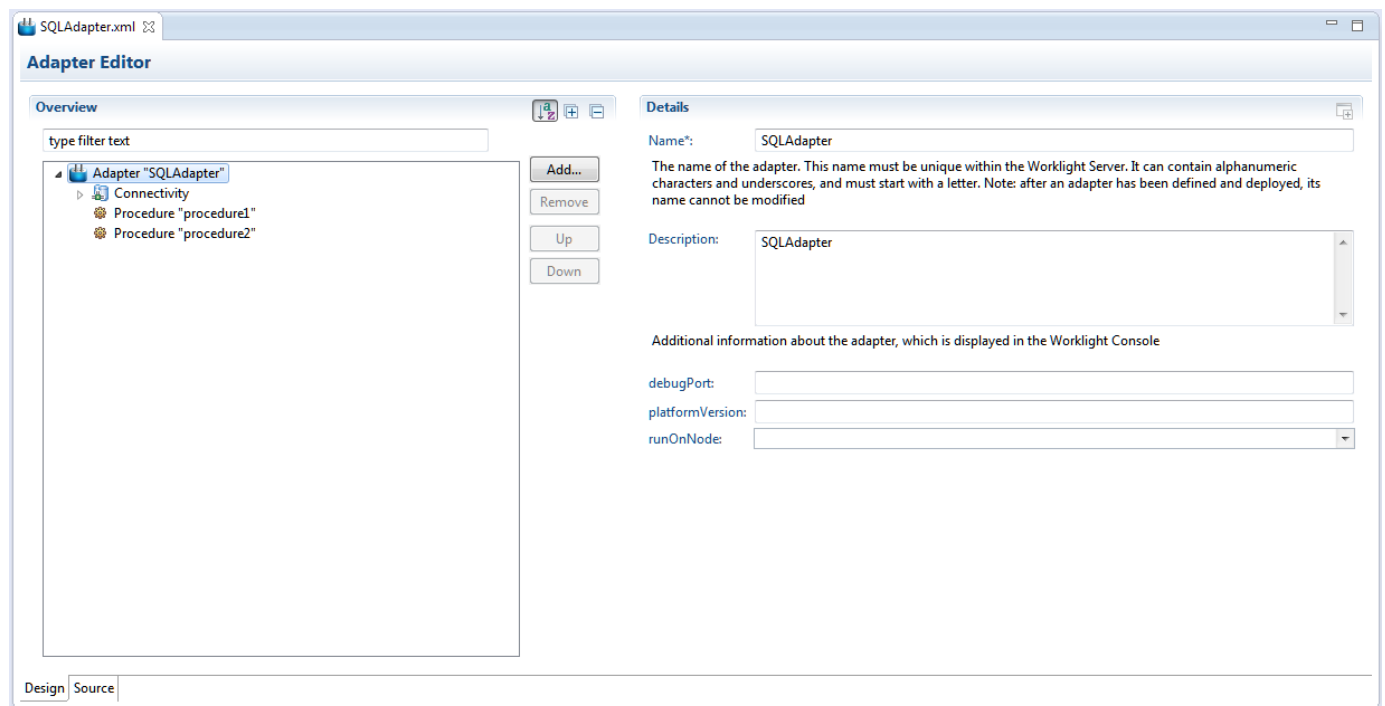 SQLAdapter.xml
Adapter Editor
Overview
type filter text
Adapter "SQLAdapter"
Connectivity
Procedure "procedure1"
Procedure "procedure2"
Add...
Remove
Up
Down
Details
Name*: SQLAdapter
The name of the adapter. This name must be unique within the Worklight Server. It can contain alphanumeric
characters and underscores, and must start with a letter. Note: after an adapter has been defined and deployed, its
name cannot be modified
Description: SQLAdapter
Additional information about the adapter, which is displayed in the Worklight Console
debugPort:
platformVersion:
runOnNode:
Design Source